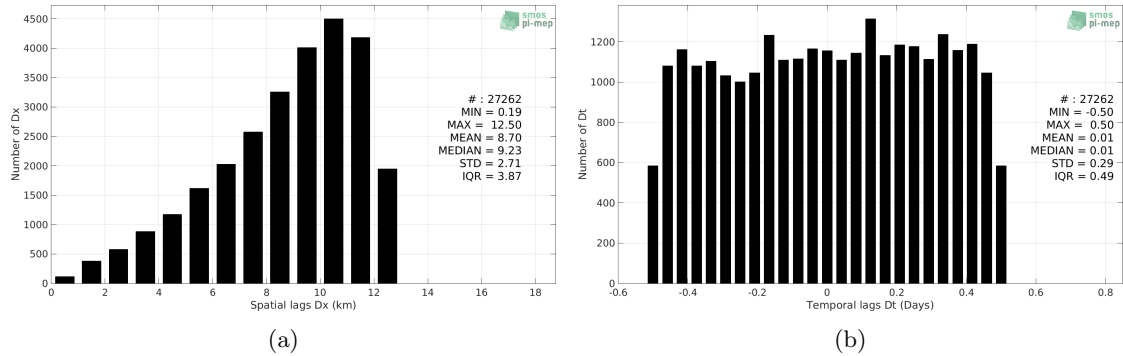 4500
4000
3500
3000
2500
2000
1500
1000
500
0
Number of Dx
smos
pi-mep
# : 27262
MIN = 0.19
MAX = 12.50
MEAN = 8.70
MEDIAN = 9.23
STD = 2.71
IQR = 3.87
0 2 4 6 8 10 12 14 16 18
Spatial lags Dx (km)
(a)
1200
1000
800
600
400
200
0
Number of Dt
smos
pi-mep
# : 27262
MIN = -0.50
MAX = 0.50
MEAN = 0.01
MEDIAN = 0.01
STD = 0.29
IQR = 0.49
-0.6 -0.4 -0.2 0 0.2 0.4 0.6 0.8
Temporal lags Dt (Days)
(b)